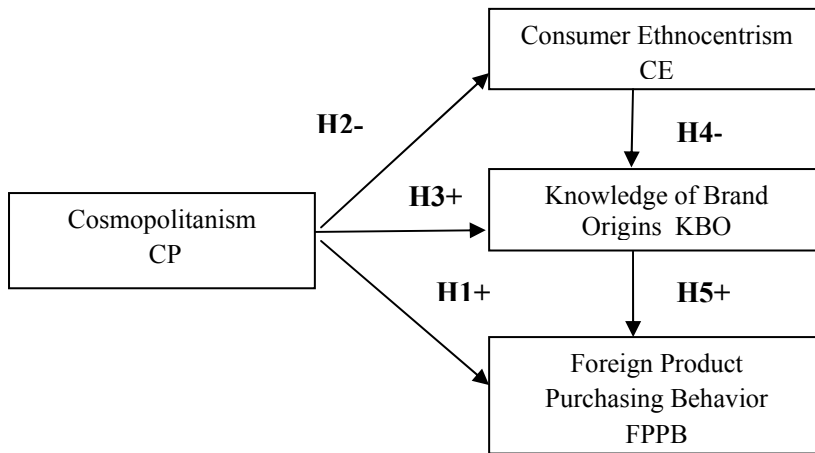 Consumer Ethnocentrism
CE
H2-
H4-
Cosmopolitanism
CP
H3+
Knowledge of Brand
Origins KBO
H1+
H5+
Foreign Product
Purchasing Behavior
FPPB